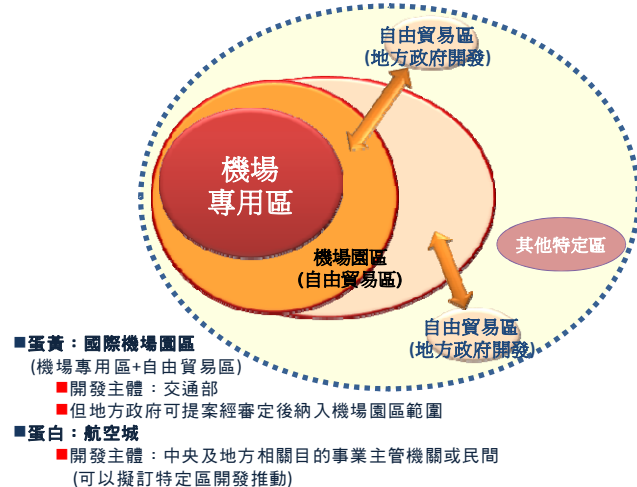 自由貿易區
(地方政府開發)
機場
專用區
其他特定區
機場園區
(自由貿易區)
自由貿易區
(地方政府開發)
■蛋黃：國際機場園區
(機場專用區+自由貿易區)
■開發主體：交通部
■但地方政府可提案經審定後納入機場園區範圍
■蛋白：航空城
■開發主體：中央及地方相關目的事業主管機關或民間
(可以擬訂特定區開發推動)